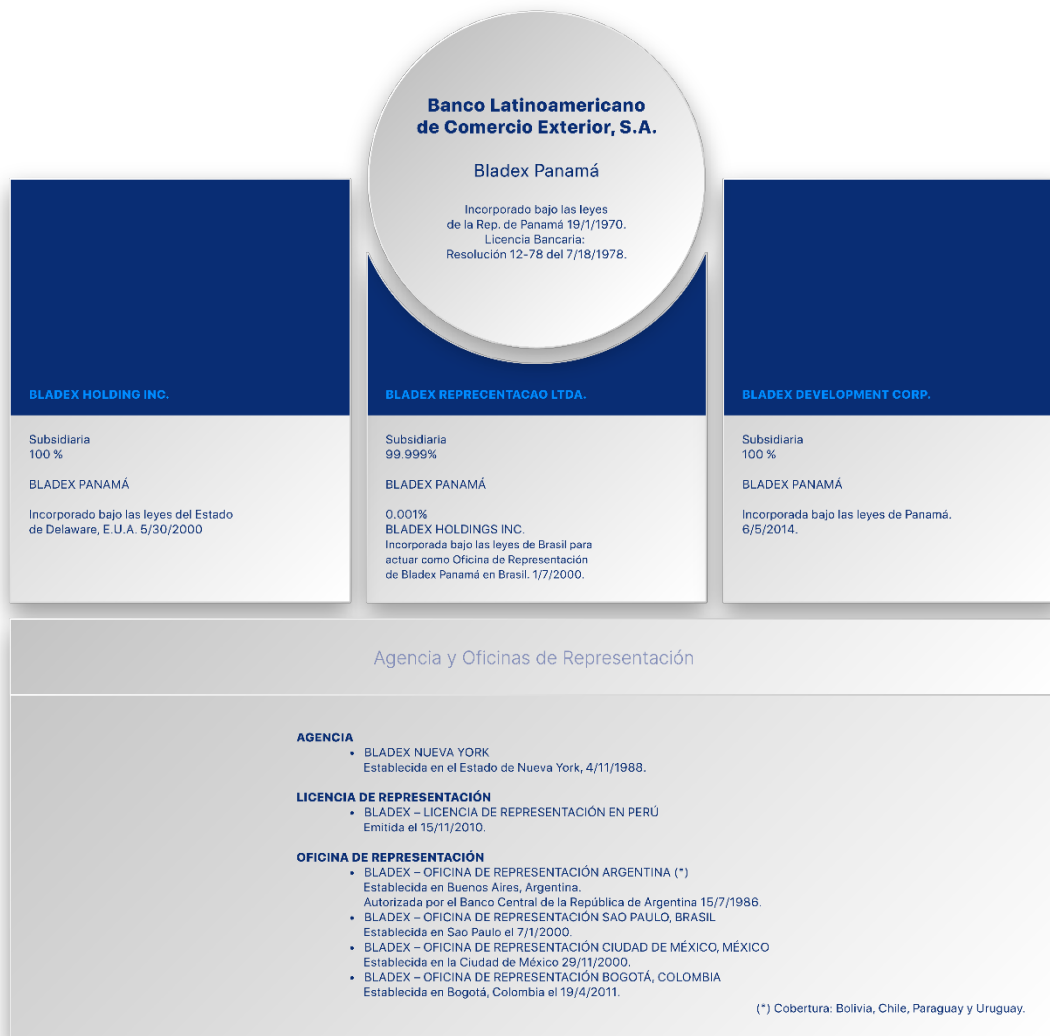 Banco Latinoamericano
de Comercio Exterior, S.A.
Bladex Panamá
Incorporado bajo las leyes
de la Rep. de Panamá 19/1/1970.
Licencia Bancaria:
Resolución 12-78 del 7/18/1978.
BLADEX HOLDING INC.
Subsidiaria
100 %
BLADEX PANAMÁ
Incorporado bajo las leyes del Estado
de Delaware, E.U.A. 5/30/2000
BLADEX REPRECENTACAO LTDA.
Subsidiaria
99.999%
BLADEX PANAMÁ
0.001%
BLADEX HOLDINGS INC.
Incorporada bajo las leyes de Brasil para
actuar como Oficina de Representación
de Bladex Panamá en Brasil. 1/7/2000.
BLADEX DEVELOPMENT CORP.
Subsidiaria
100 %
BLADEX PANAMÁ
Incorporada bajo las leyes de Panamá.
6/5/2014.
Agencia y Oficinas de Representación
AGENCIA
• BLADEX NUEVA YORK
Establecida en el Estado de Nueva York, 4/11/1988.
LICENCIA DE REPRESENTACIÓN
• BLADEX – LICENCIA DE REPRESENTACIÓN EN PERÚ
Emitida el 15/11/2010.
OFICINA DE REPRESENTACIÓN
• BLADEX – OFICINA DE REPRESENTACIÓN ARGENTINA (*)
Establecida en Buenos Aires, Argentina.
Autorizada por el Banco Central de la República de Argentina 15/7/1986.
• BLADEX – OFICINA DE REPRESENTACIÓN SAO PAULO, BRASIL
Establecida en Sao Paulo el 7/1/2000.
• BLADEX – OFICINA DE REPRESENTACIÓN CIUDAD DE MÉXICO, MÉXICO
Establecida en la Ciudad de México 29/11/2000.
• BLADEX – OFICINA DE REPRESENTACIÓN BOGOTÁ, COLOMBIA
Establecida en Bogotá, Colombia el 19/4/2011.
(*) Cobertura: Bolivia, Chile, Paraguay y Uruguay.